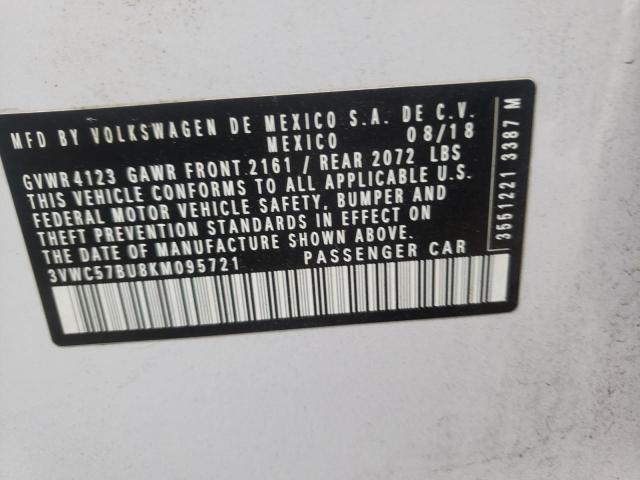 MFD BY VOLKSWAGEN DE MEXICO S.A. DE C.V.
MEXICO 08/18
GVWR 4123 GAWR FRONT 2161 / REAR 2072 LBS
THIS VEHICLE CONFORMS TO ALL APPLICABLE U.S.
FEDERAL MOTOR VEHICLE SAFETY, BUMPER AND
THEFT PREVENTION STANDARDS IN EFFECT ON
THE DATE OF MANUFACTURE SHOWN ABOVE.
3VWC57BU8KM095721 PASSENGER CAR
3551221 3387 M